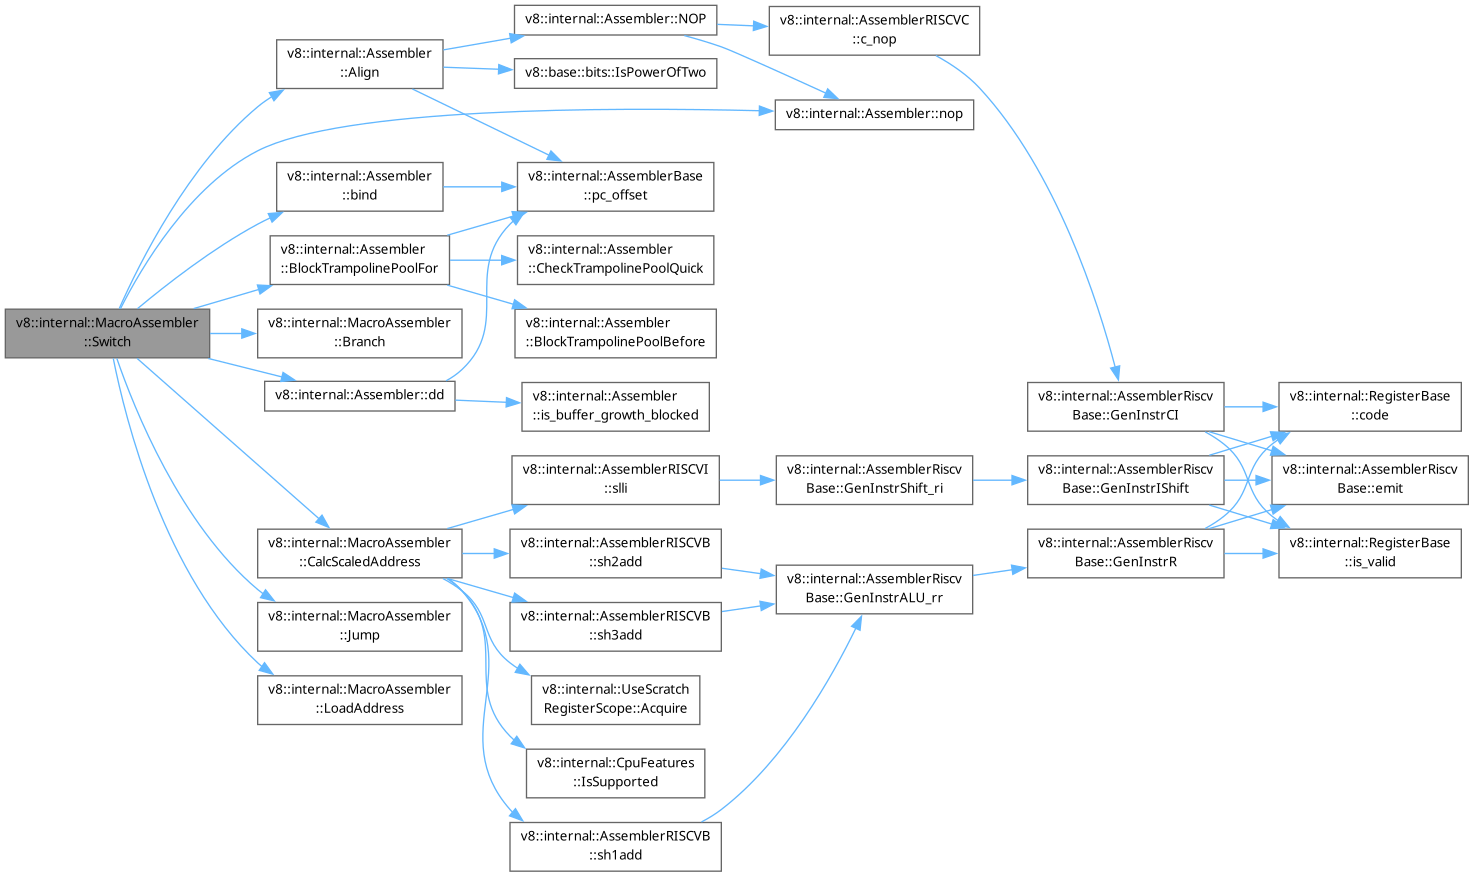 v8::internal::MacroAssembler
::Switch
v8::internal::Assembler
::Align
v8::internal::Assembler
::bind
v8::internal::Assembler
::BlockTrampolinePoolFor
v8::internal::MacroAssembler
::Branch
v8::internal::Assembler::dd
v8::internal::MacroAssembler
::CalcScaledAddress
v8::internal::MacroAssembler
::Jump
v8::internal::MacroAssembler
::LoadAddress
v8::internal::Assembler::NOP
v8::base::bits::IsPowerOfTwo
v8::internal::AssemblerBase
::pc_offset
v8::internal::Assembler
::CheckTrampolinePoolQuick
v8::internal::Assembler
::BlockTrampolinePoolBefore
v8::internal::Assembler
::is_buffer_growth_blocked
v8::internal::AssemblerRISCVI
::slli
v8::internal::AssemblerRISCVB
::sh2add
v8::internal::AssemblerRISCVB
::sh3add
v8::internal::UseScratch
RegisterScope::Acquire
v8::internal::CpuFeatures
::IsSupported
v8::internal::AssemblerRISCVB
::sh1add
v8::internal::AssemblerRISCVC
::c_nop
v8::internal::Assembler::nop
v8::internal::AssemblerRiscv
Base::GenInstrShift_ri
v8::internal::AssemblerRiscv
Base::GenInstrALU_rr
v8::internal::AssemblerRiscv
Base::GenInstrCI
v8::internal::AssemblerRiscv
Base::GenInstrIShift
v8::internal::AssemblerRiscv
Base::GenInstrR
v8::internal::RegisterBase
::code
v8::internal::AssemblerRiscv
Base::emit
v8::internal::RegisterBase
::is_valid